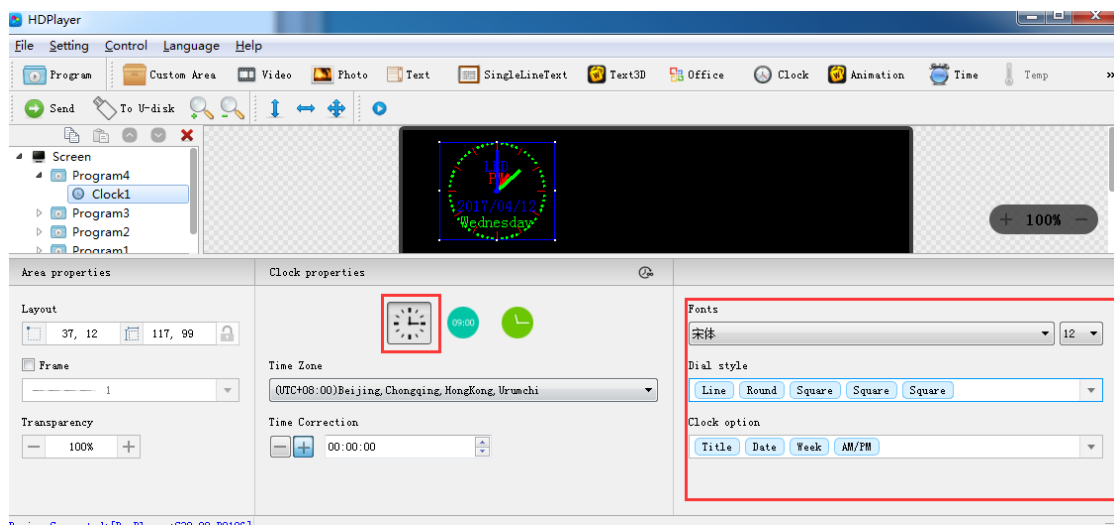 HDPlayer
File Setting Control Language Help
Program Custom Area Video Photo Text SingleLineText Text3D Office Clock Animation Time Temp »
Send To U-disk
Screen
Program4
Clock1
Program3
Program2
Program1
LED
PM
2017/04/12
Wednesday
+ 100% −
Area properties
Clock properties
Layout
37, 12 117, 99
Frame
1
Transparency
− 100% +
09:00
Time Zone
(UTC+08:00)Beijing,Chongqing,HongKong,Urumchi
Time Correction
− + 00:00:00
Fonts
宋体 12
Dial style
Line Round Square Square Square
Clock option
Title Date Week AM/PM